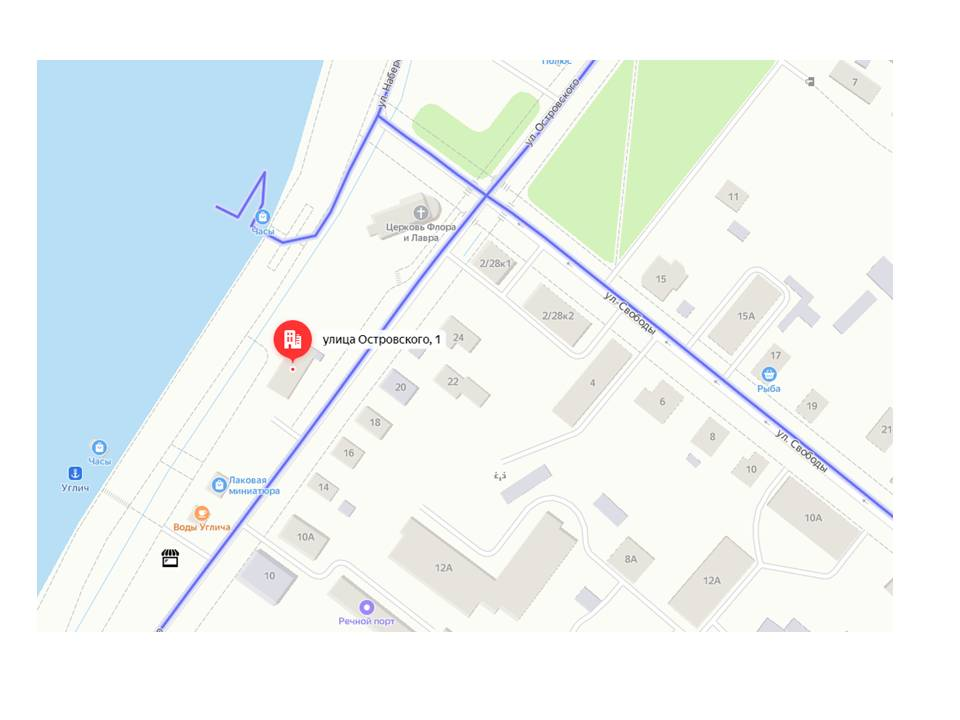 Полюс
ул. Набер
ул. Островского
7
11
Церковь Флора
и Лавра
Часы
2/28к1
15
ул. Свободы
2/28к2
15А
улица Островского, 1
24
17
Рыба
20
22
4
6
19
18
8
21
ул. Свободы
16
10
Часы
Углич
Лаковая
миниатюра
14
Воды Углича
10А
10А
12А
8А
10
12А
Речной порт